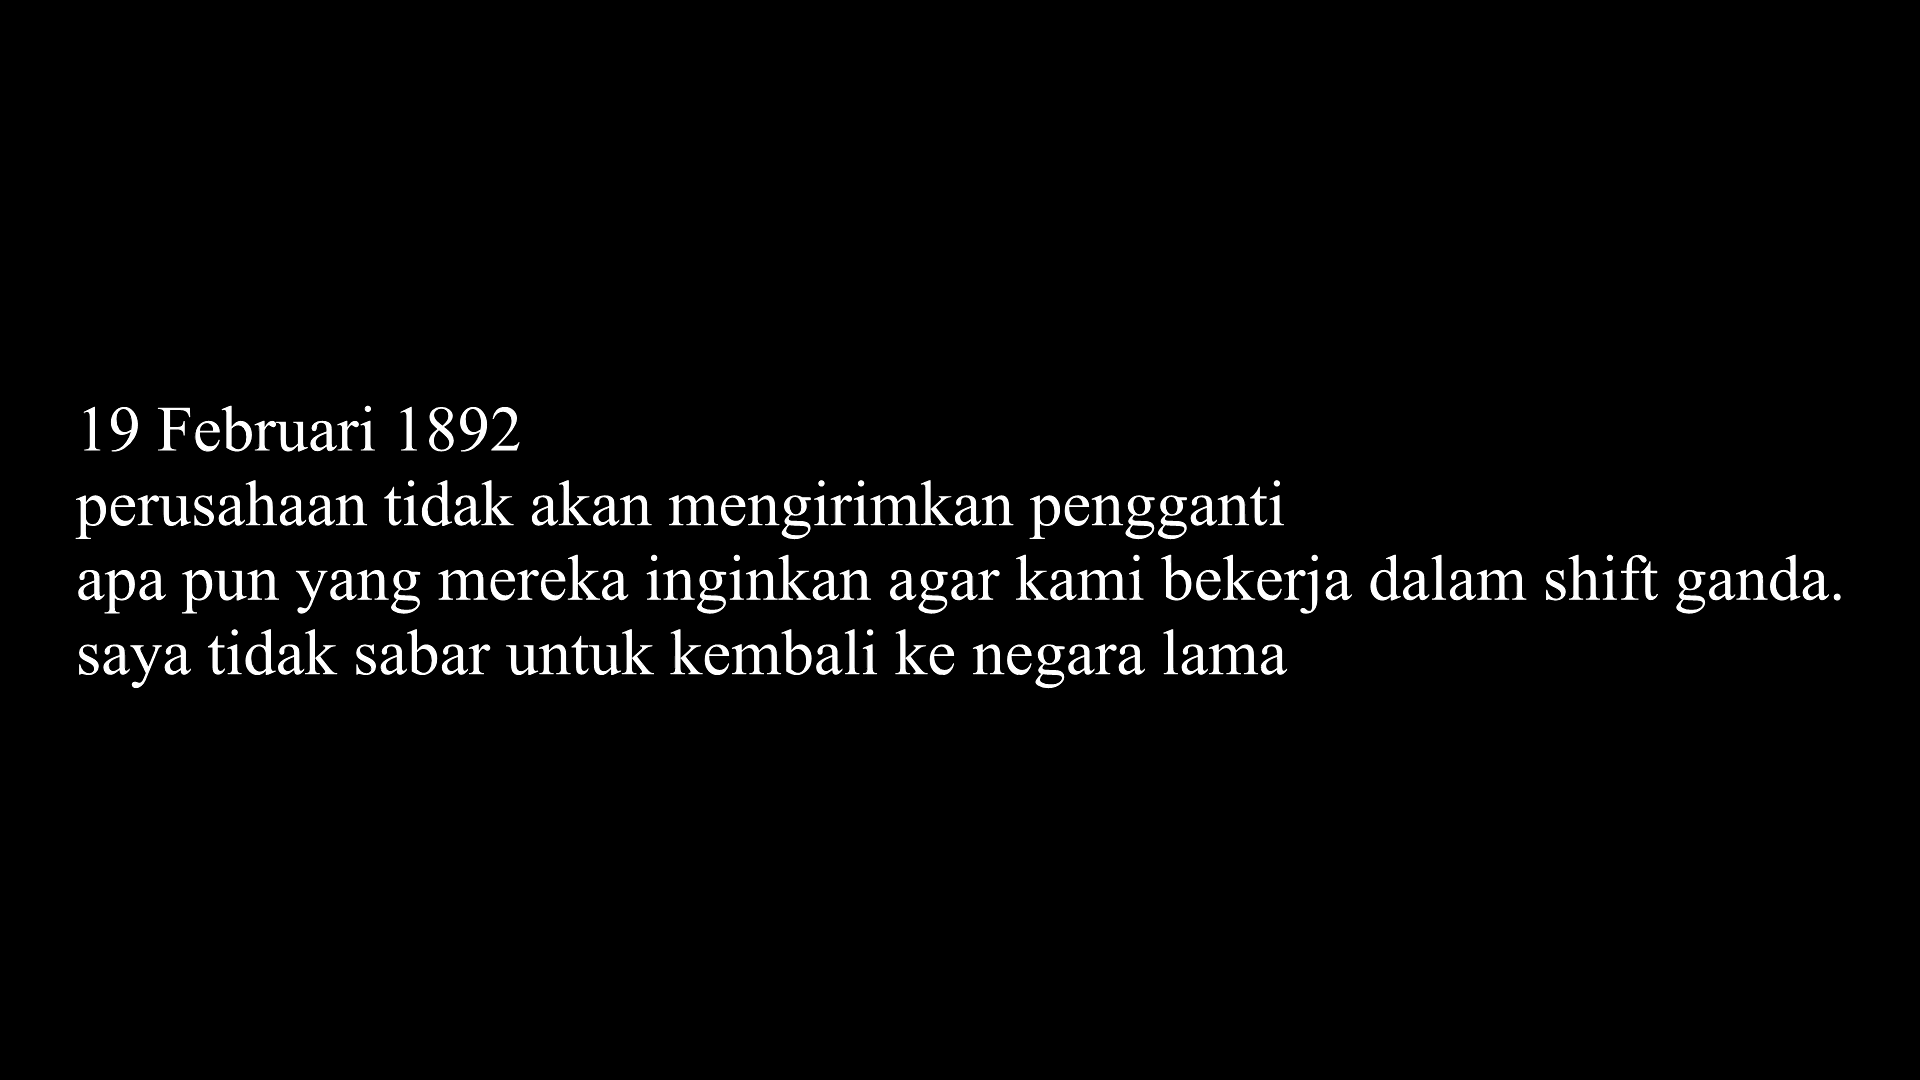 19 Februari 1892
perusahaan tidak akan mengirimkan pengganti
apa pun yang mereka inginkan agar kami bekerja dalam shift ganda.
saya tidak sabar untuk kembali ke negara lama